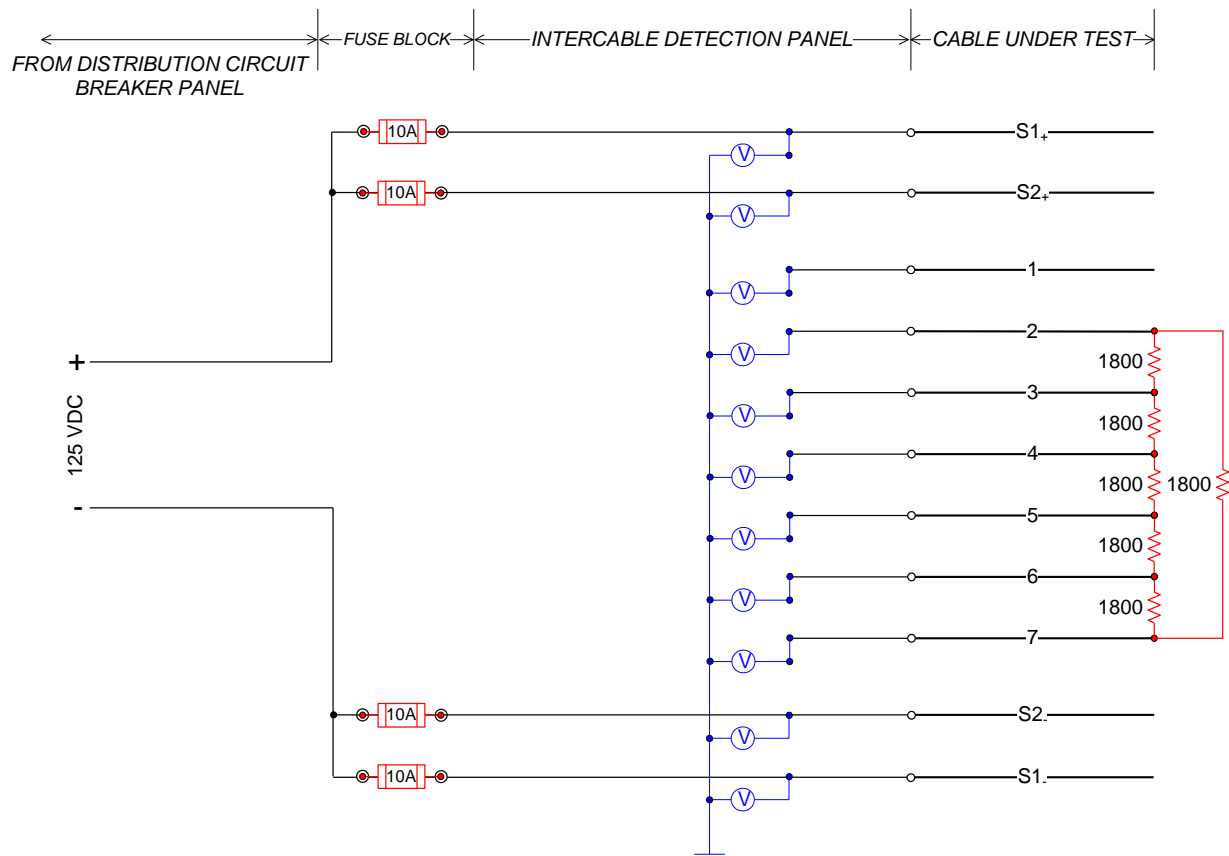 FUSE BLOCK
INTERCABLE DETECTION PANEL
CABLE UNDER TEST
FROM DISTRIBUTION CIRCUIT
BREAKER PANEL
10A
S1+
V
10A
S2+
V
1
V
2
V
1800
+
3
V
1800
125 VDC
4
V
1800
1800
-
5
V
1800
6
V
1800
7
V
10A
S2-
V
10A
S1-
V